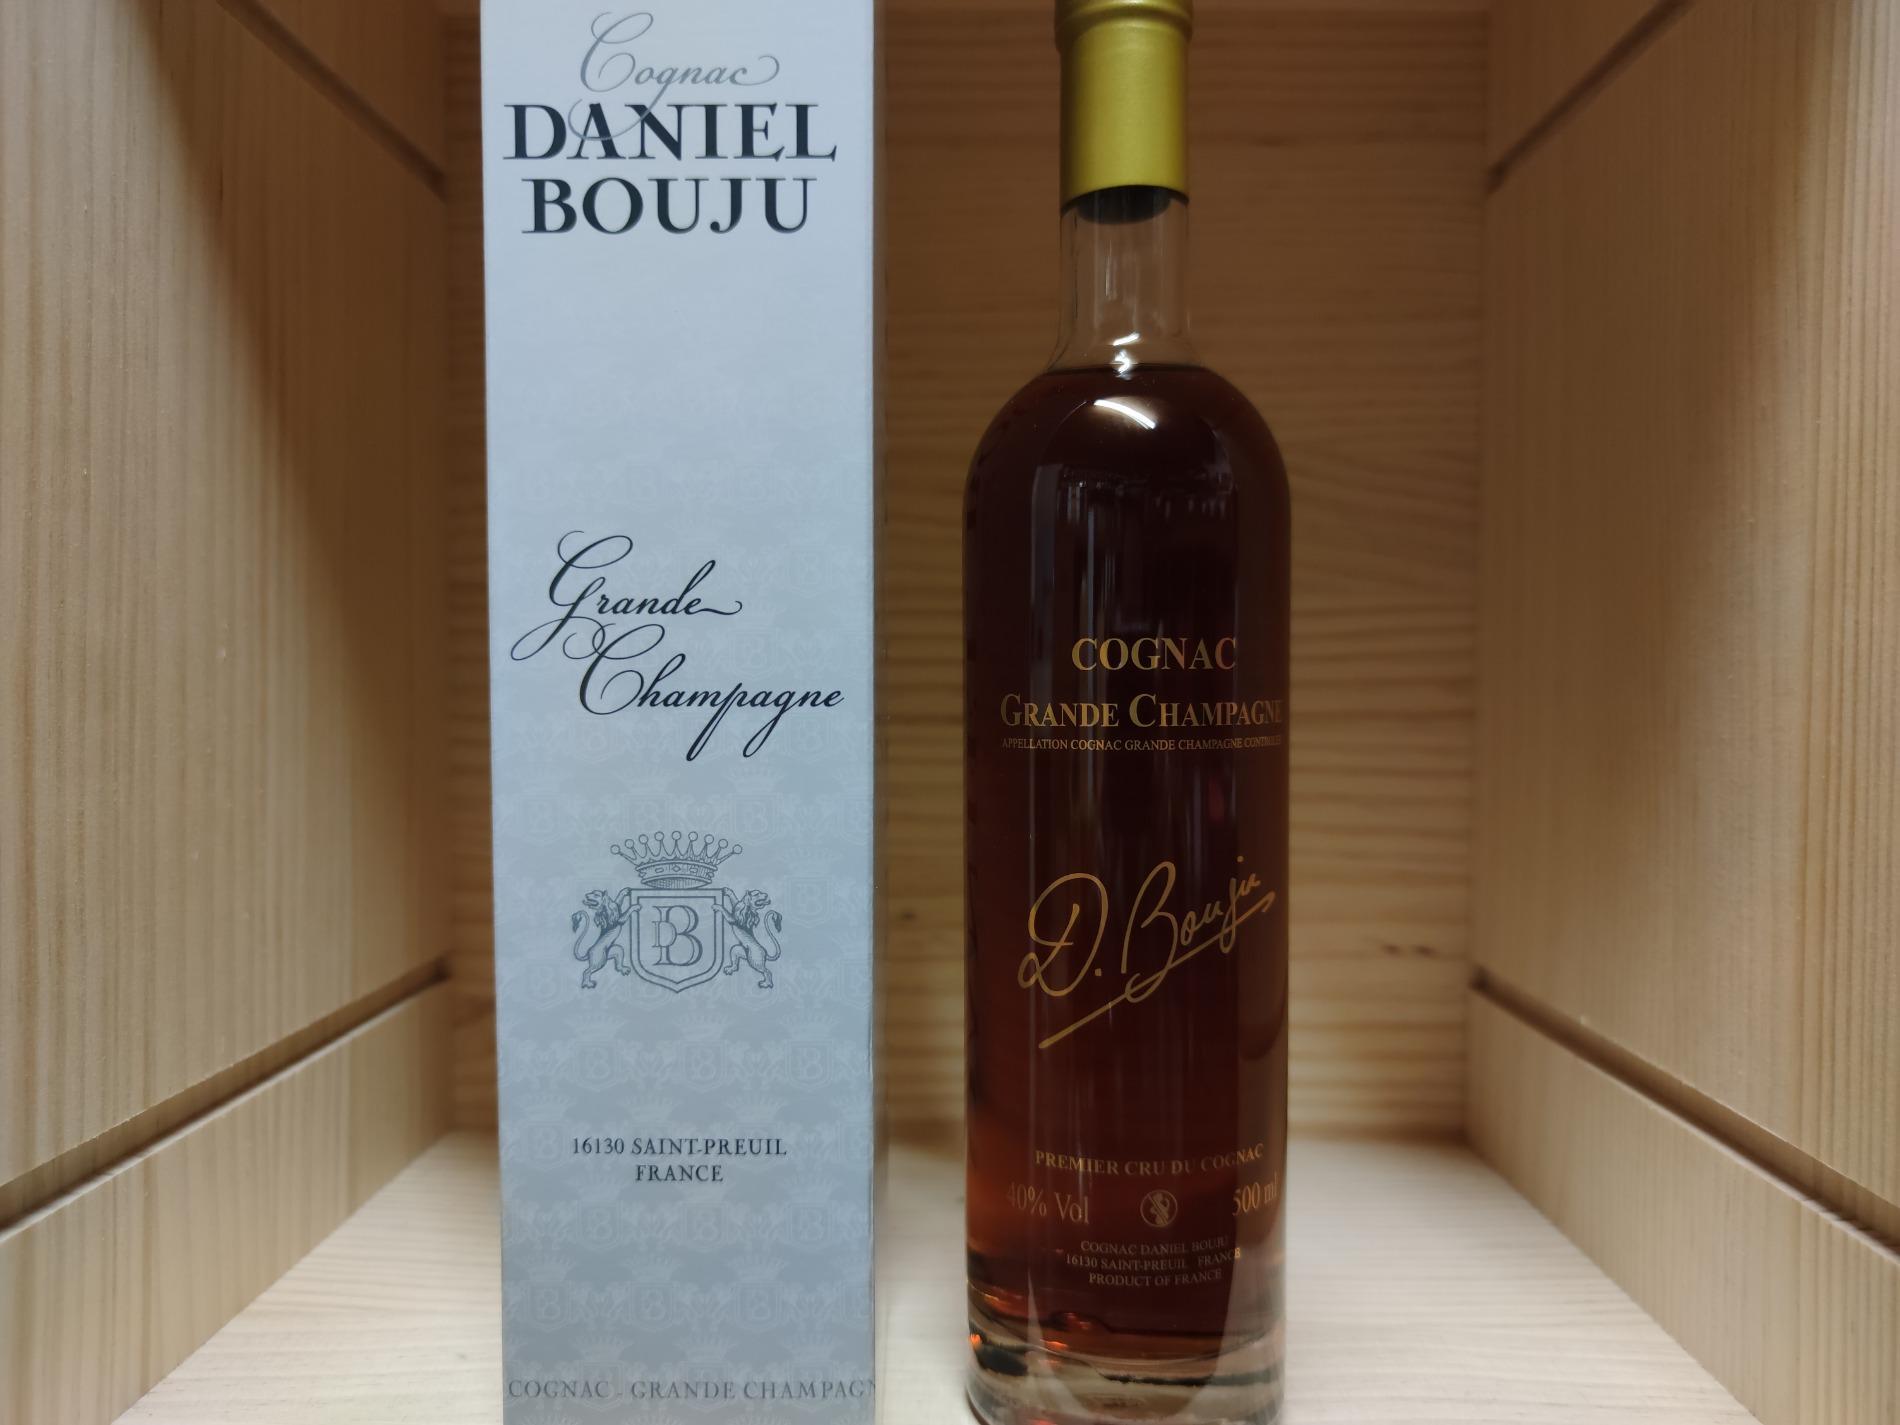 Cognac
DANIEL
BOUJU
Grande
Champagne
DB
16130 SAINT-PREUIL
FRANCE
COGNAC - GRANDE CHAMPAGN
COGNAC
GRANDE CHAMPAGNE
APPELLATION COGNAC GRANDE CHAMPAGNE CONTROLEE
D. Bouju
PREMIER CRU DU COGNAC
40% Vol
500 ml
COGNAC DANIEL BOUJU
16130 SAINT-PREUIL FRANCE
PRODUCT OF FRANCE